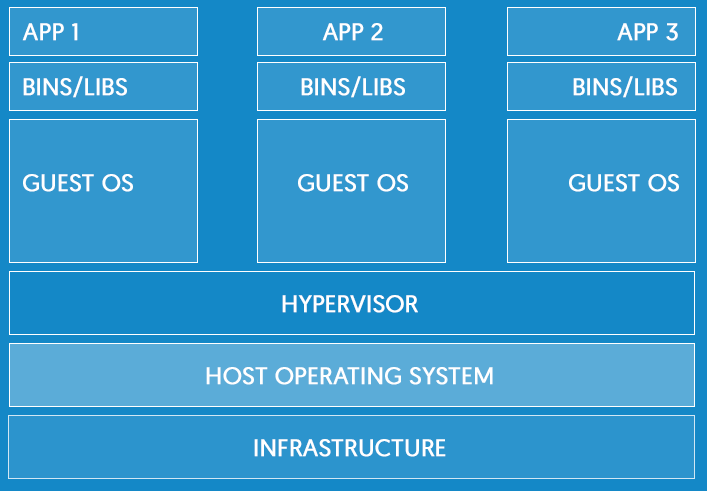 APP 1
APP 2
APP 3
BINS/LIBS
BINS/LIBS
BINS/LIBS
GUEST OS
GUEST OS
GUEST OS
HYPERVISOR
HOST OPERATING SYSTEM
INFRASTRUCTURE